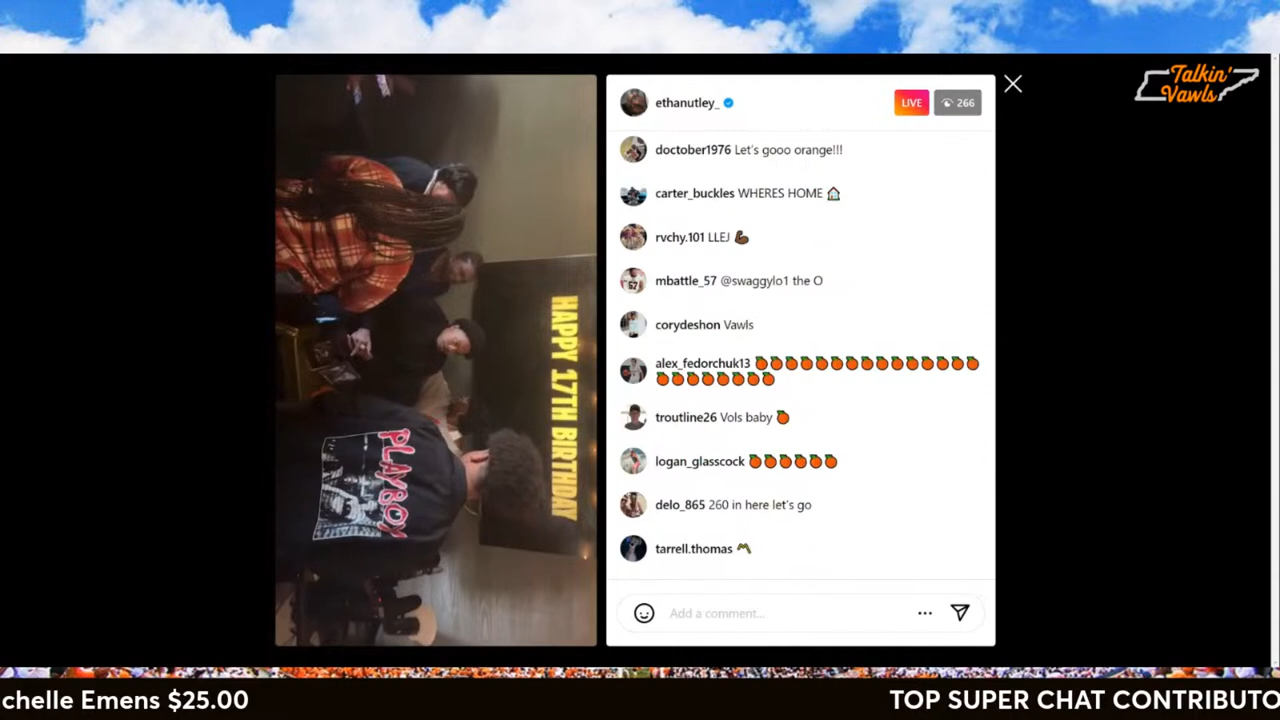 Talkin'
Vawls
ethanutley_
LIVE
266
doctober1976 Let's gooo orange!!!
carter_buckles WHERES HOME 🏠
rvchy.101 LLEJ 💪🏾
mbattle_57 @swaggylo1 the O
corydeshon Vawls
alex_fedorchuk13 🍊🍊🍊🍊🍊🍊🍊🍊🍊🍊🍊🍊🍊🍊🍊
🍊🍊🍊🍊🍊🍊🍊🍊
troutline26 Vols baby 🍊
logan_glasscock 🍊🍊🍊🍊🍊🍊
delo_865 260 in here let's go
tarrell.thomas 〽️
Add a comment...
HAPPY 17TH BIRTHDAY
PLAYBOY
chelle Emens $25.00
TOP SUPER CHAT CONTRIBUTO